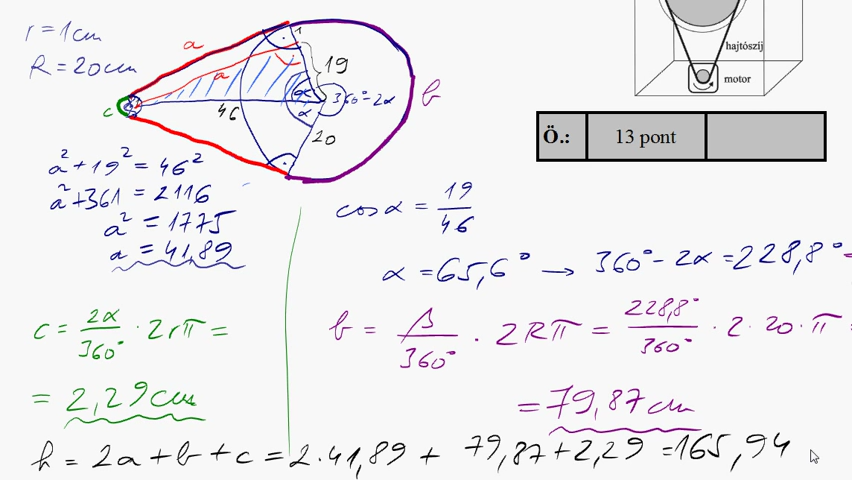 r = 1cm
R = 20cm
a
a
1
19
α
α
360° - 2α
46
20
c
b
hajtószíj
motor
Ö.: 13 pont
a² + 19² = 46²
a² + 361 = 2116
a² = 1775
a = 41,89
cos α = 19/46
α = 65,6° → 360° - 2α = 228,8° =
c = 2α/360° · 2rπ =
= 2,29 cm
b = β/360° · 2Rπ = 228,8°/360° · 2 · 20 · π =
= 79,87 cm
h = 2a + b + c = 2·41,89 + 79,87 + 2,29 = 165,94